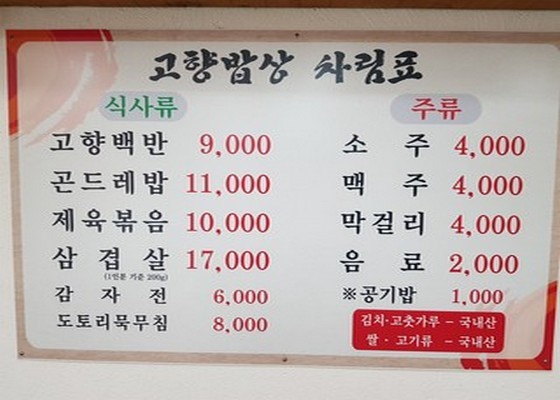 고향밥상 차림표
식사류
고향백반 9,000
곤드레밥 11,000
제육볶음 10,000
삼겹살 17,000
(1인분 기준 200g)
감자전 6,000
도토리묵무침 8,000
주류
소주 4,000
맥주 4,000
막걸리 4,000
음료 2,000
※공기밥 1,000
김치·고춧가루 - 국내산
쌀·고기류 - 국내산